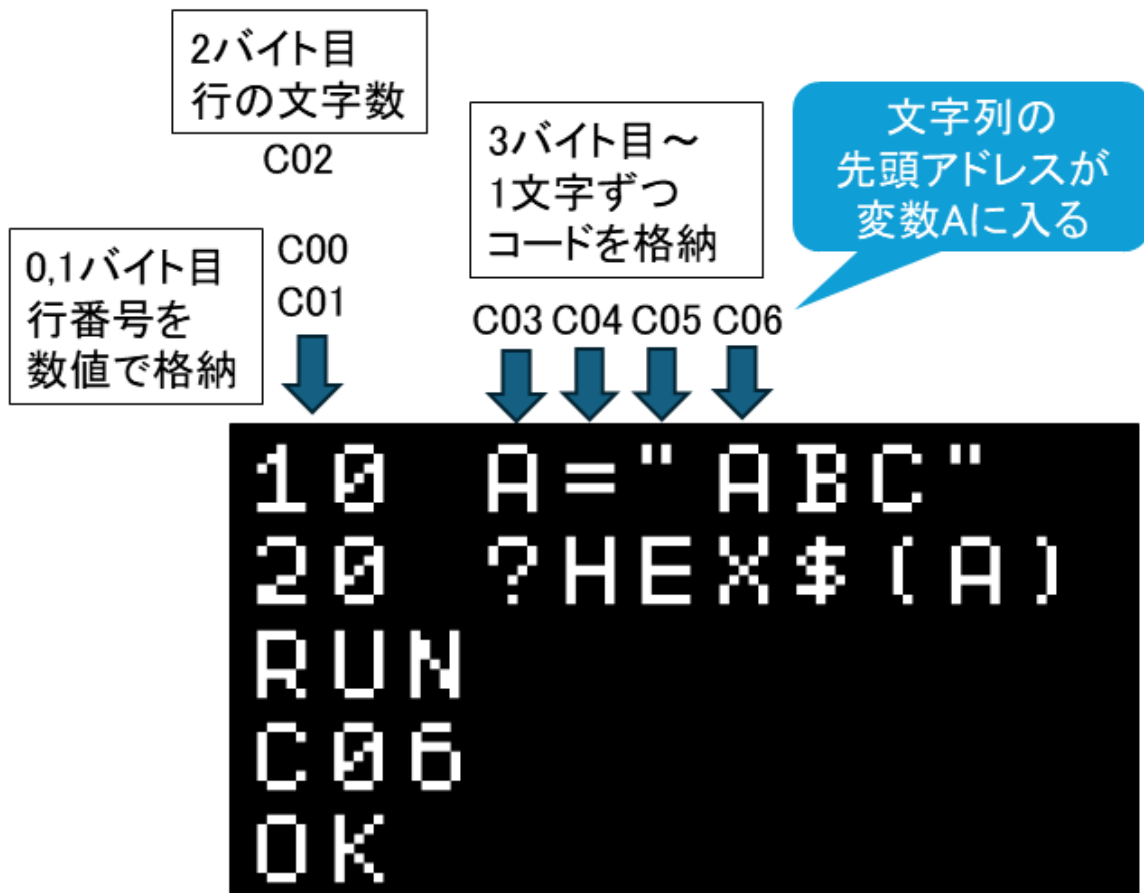 2バイト目
行の文字数
C02
3バイト目～
1文字ずつ
コードを格納
文字列の
先頭アドレスが
変数Aに入る
0,1バイト目
行番号を
数値で格納
C00
C01
C03 C04 C05 C06
10 A="ABC"
20 ?HEX$(A)
RUN
C06
OK